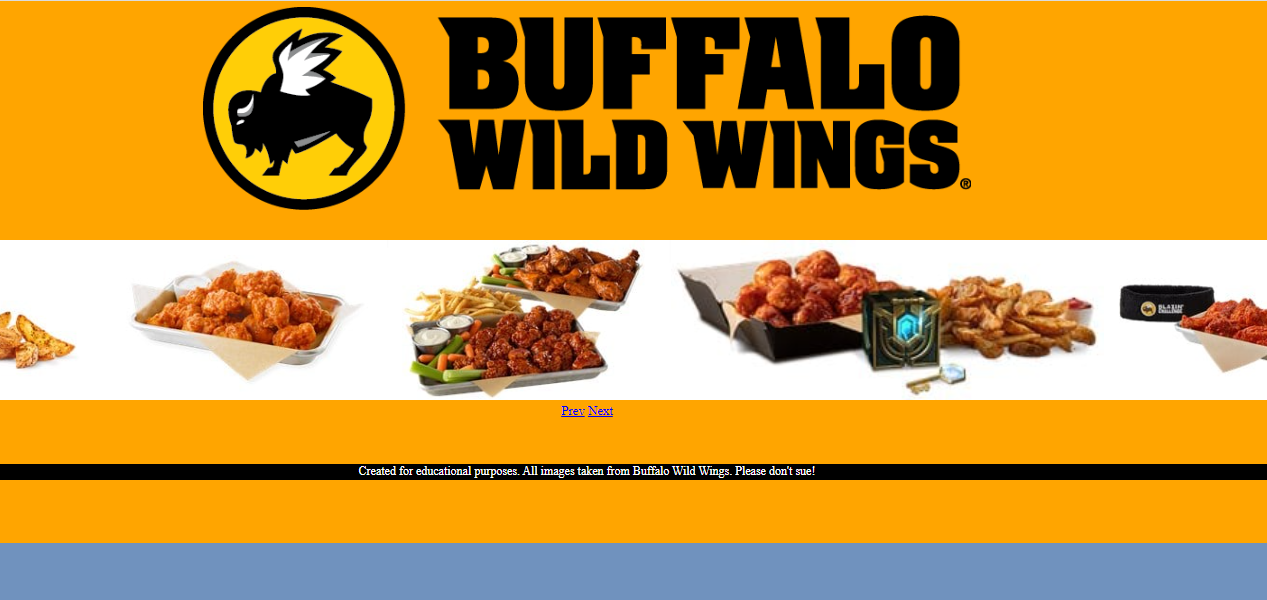 BUFFALO
WILD WINGS®
BLAZIN'
CHALLENGE
Prev Next
Created for educational purposes. All images taken from Buffalo Wild Wings. Please don't sue!